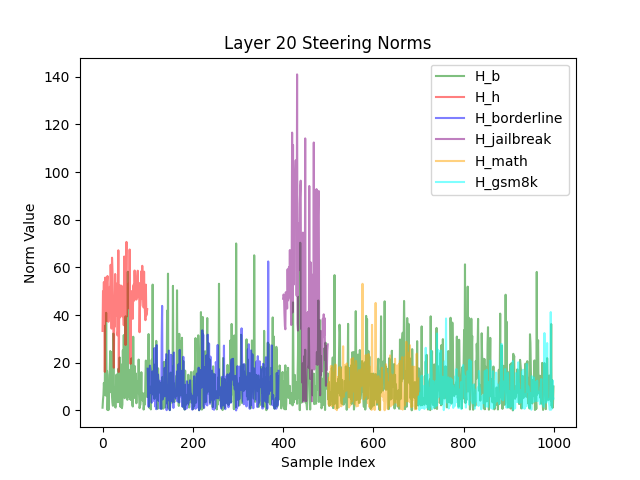 Layer 20 Steering Norms
140
120
100
80
60
40
20
0
Norm Value
H_b
H_h
H_borderline
H_jailbreak
H_math
H_gsm8k
0
200
400
600
800
1000
Sample Index